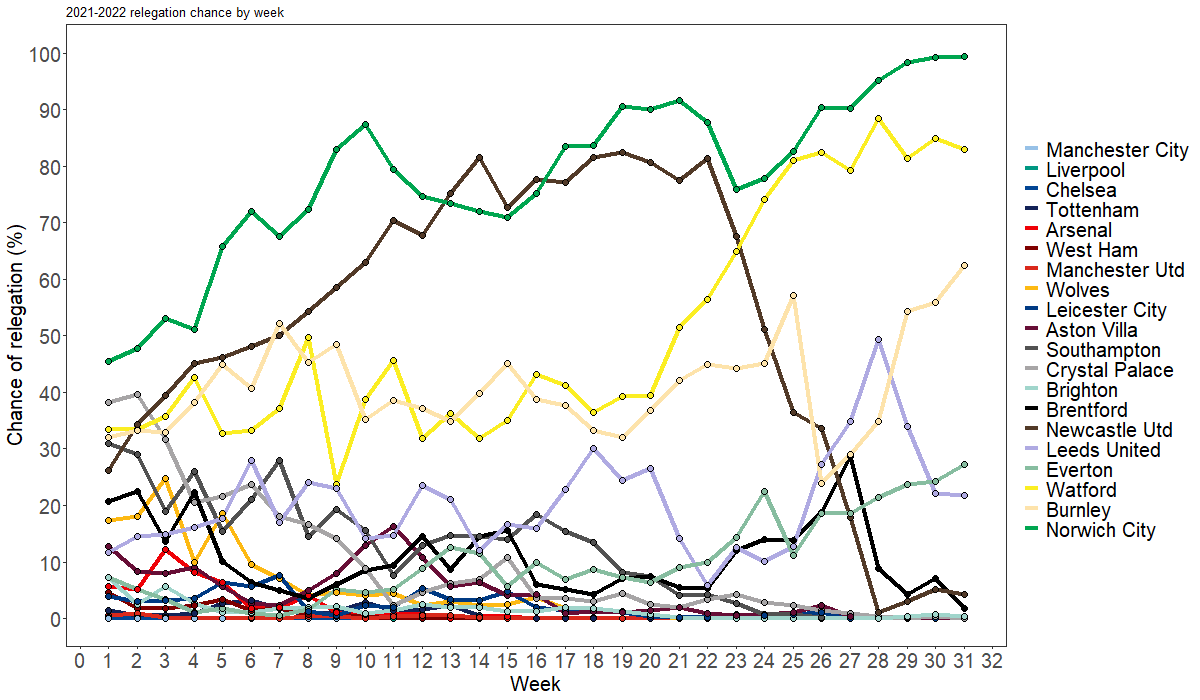 2021-2022 relegation chance by week
Chance of relegation (%)
100
90
80
70
60
50
40
30
20
10
0
0 1 2 3 4 5 6 7 8 9 10 11 12 13 14 15 16 17 18 19 20 21 22 23 24 25 26 27 28 29 30 31 32
Week
Manchester City
Liverpool
Chelsea
Tottenham
Arsenal
West Ham
Manchester Utd
Wolves
Leicester City
Aston Villa
Southampton
Crystal Palace
Brighton
Brentford
Newcastle Utd
Leeds United
Everton
Watford
Burnley
Norwich City